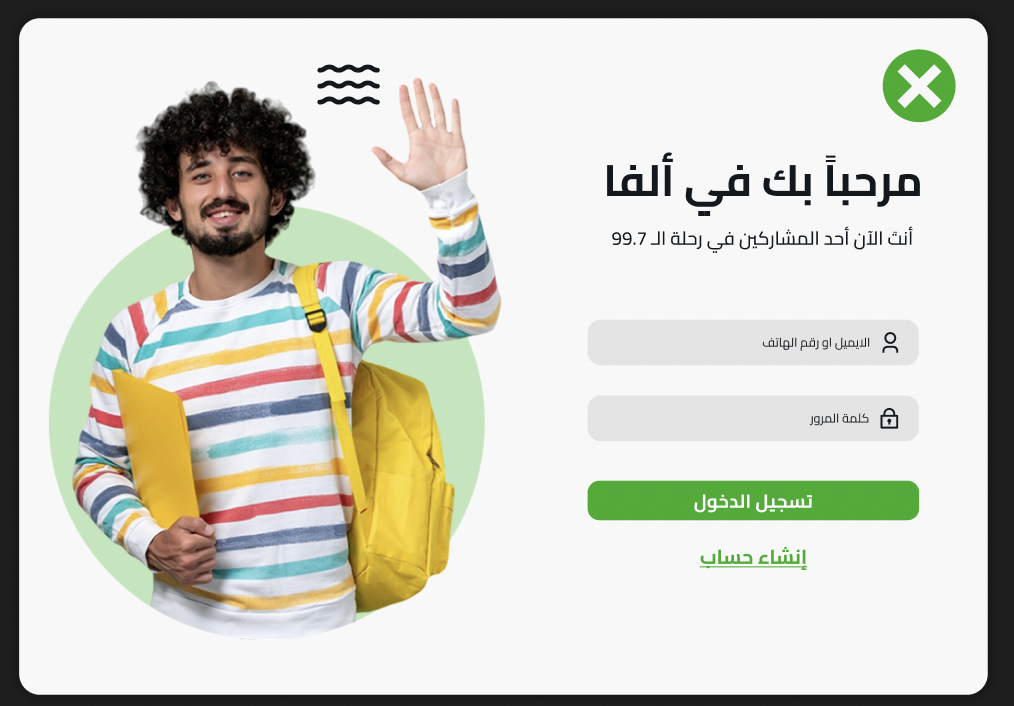 مرحباً بك في ألفا
أنت الآن أحد المشاركين في رحلة الـ 99.7
الايميل او رقم الهاتف
كلمة المرور
تسجيل الدخول
إنشاء حساب